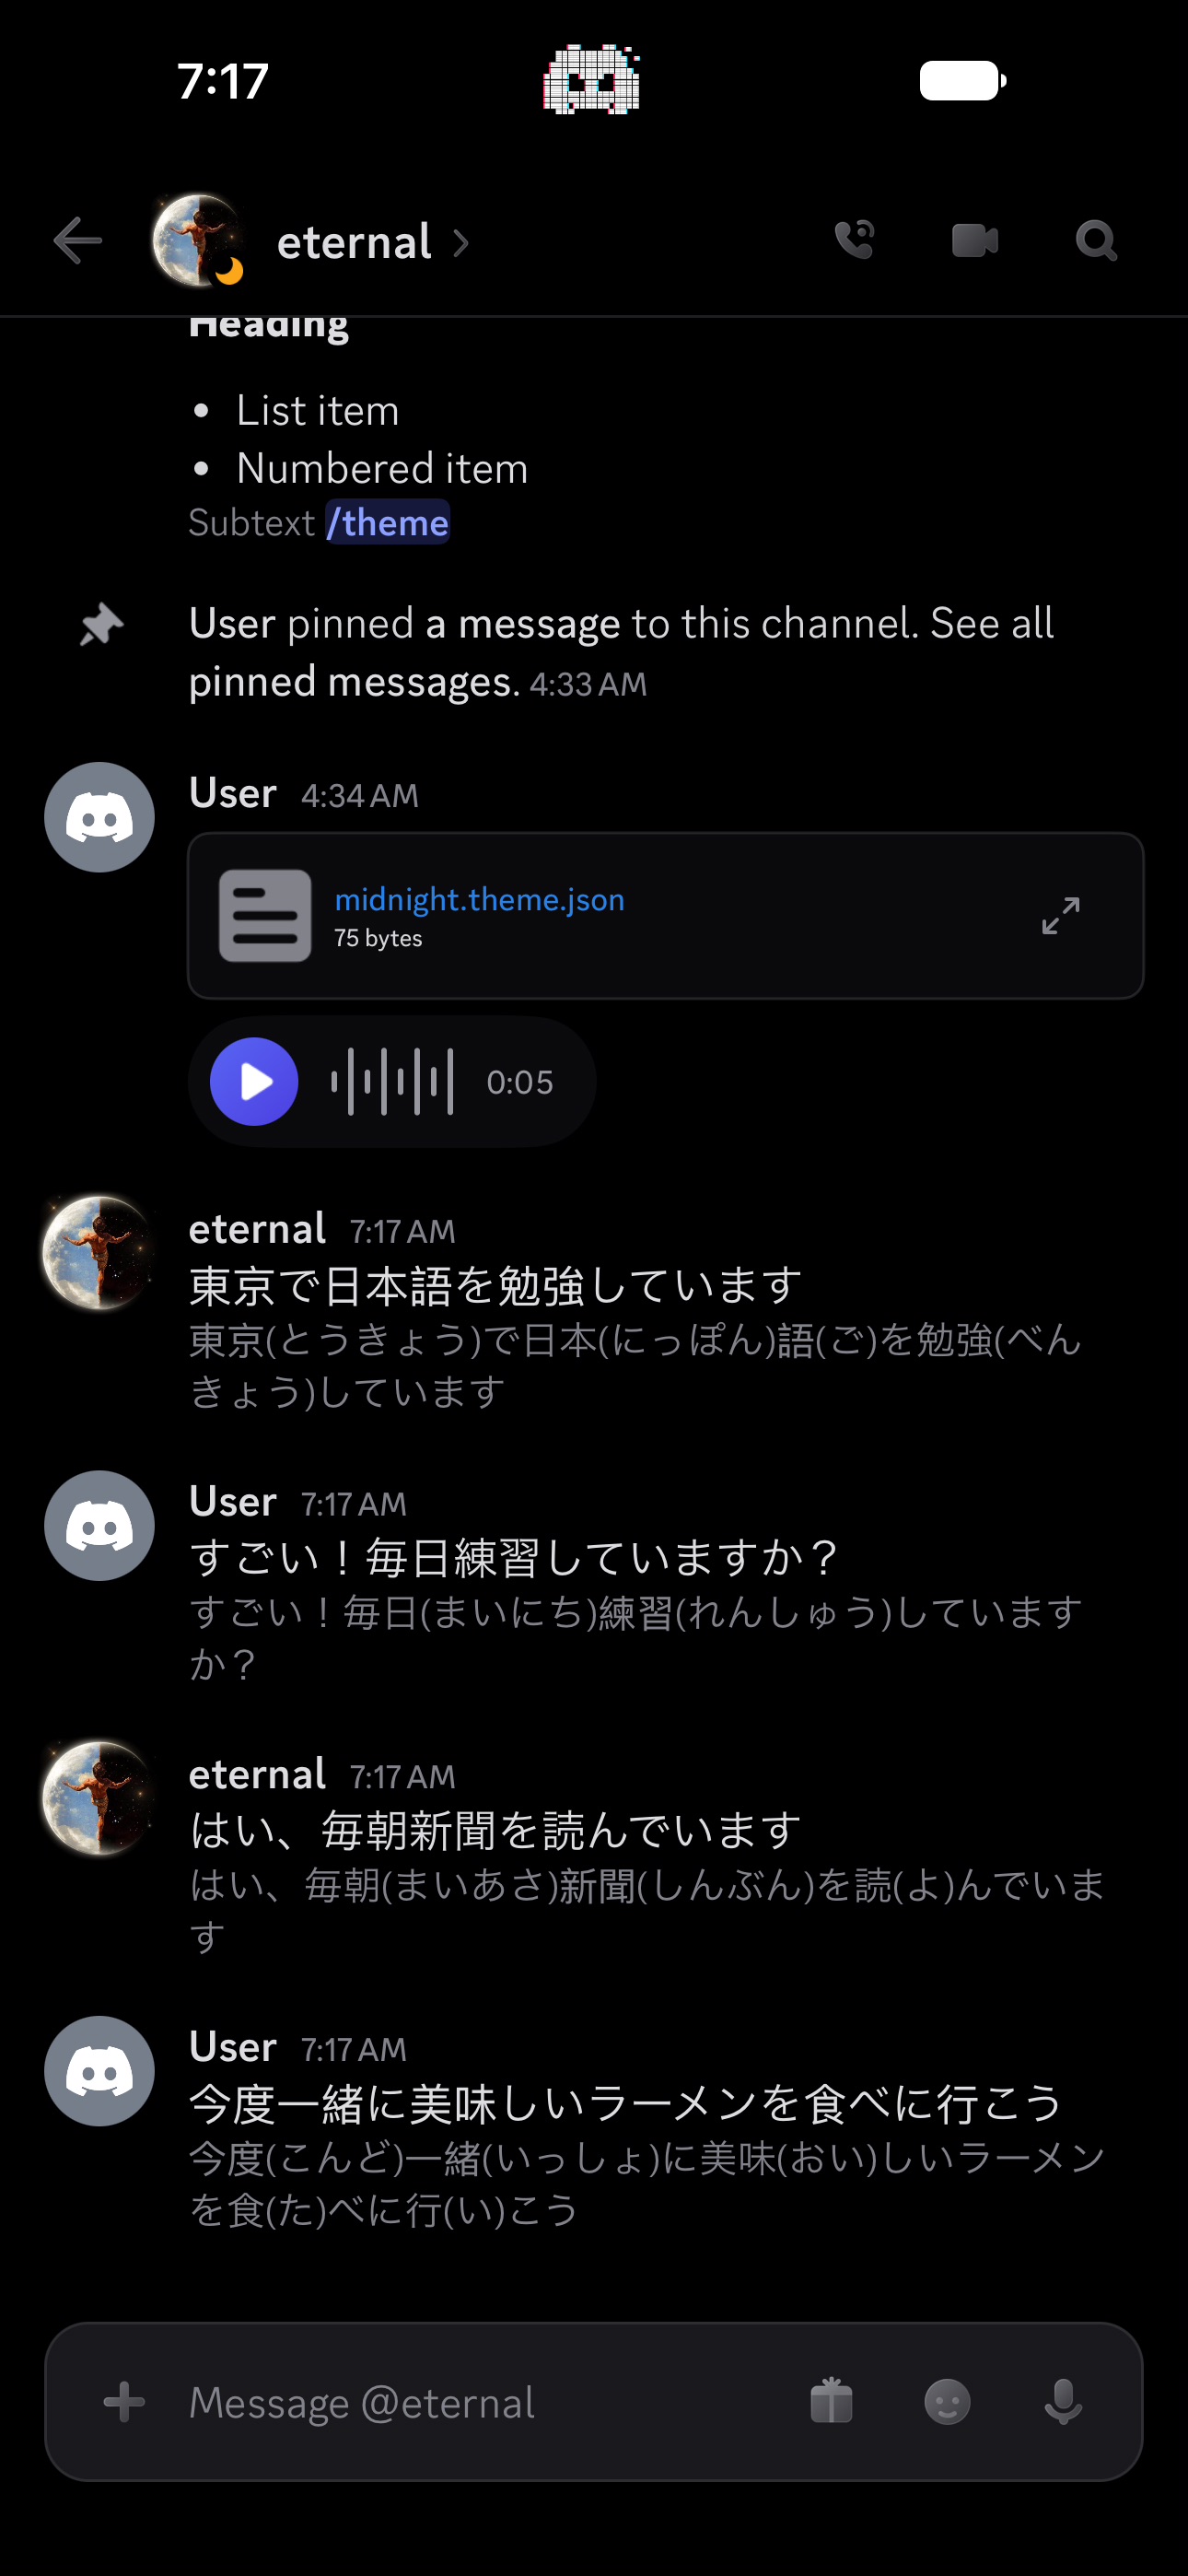 7:17
eternal
Heading
• List item
• Numbered item
Subtext /theme
User pinned a message to this channel. See all
pinned messages. 4:33 AM
User 4:34 AM
midnight.theme.json
75 bytes
0:05
eternal 7:17 AM
東京で日本語を勉強しています
東京(とうきょう)で日本(にっぽん)語(ご)を勉強(べん
きょう)しています
User 7:17 AM
すごい！毎日練習していますか？
すごい！毎日(まいにち)練習(れんしゅう)しています
か？
eternal 7:17 AM
はい、毎朝新聞を読んでいます
はい、毎朝(まいあさ)新聞(しんぶん)を読(よ)んでいま
す
User 7:17 AM
今度一緒に美味しいラーメンを食べに行こう
今度(こんど)一緒(いっしょ)に美味(おい)しいラーメン
を食(た)べに行(い)こう
Message @eternal